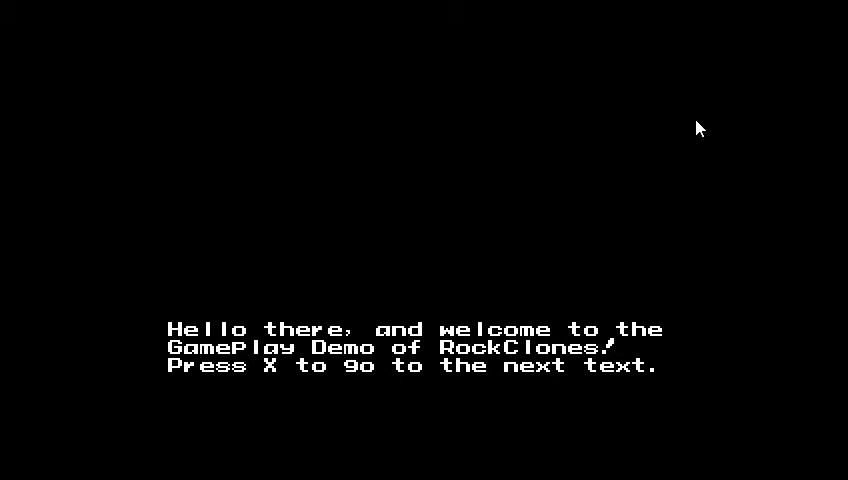 Hello there, and welcome to the
GamePlay Demo of RockClones!
Press X to go to the next text.